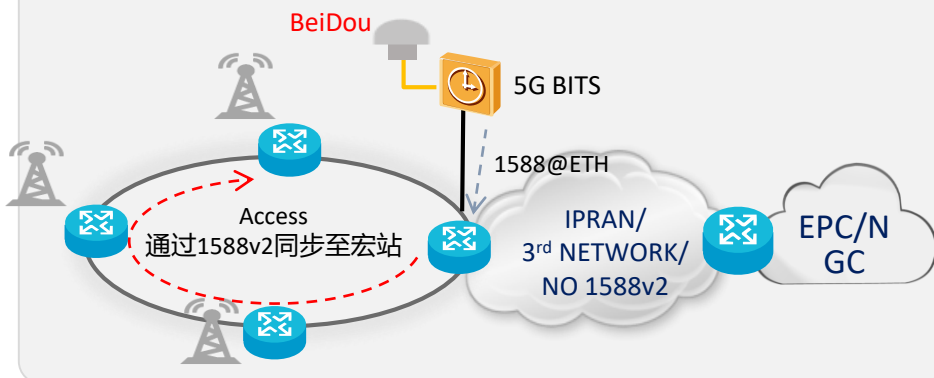 BeiDou
5G BITS
1588@ETH
Access
通过1588v2同步至宏站
IPRAN/
3rd NETWORK/
NO 1588v2
EPC/N
GC